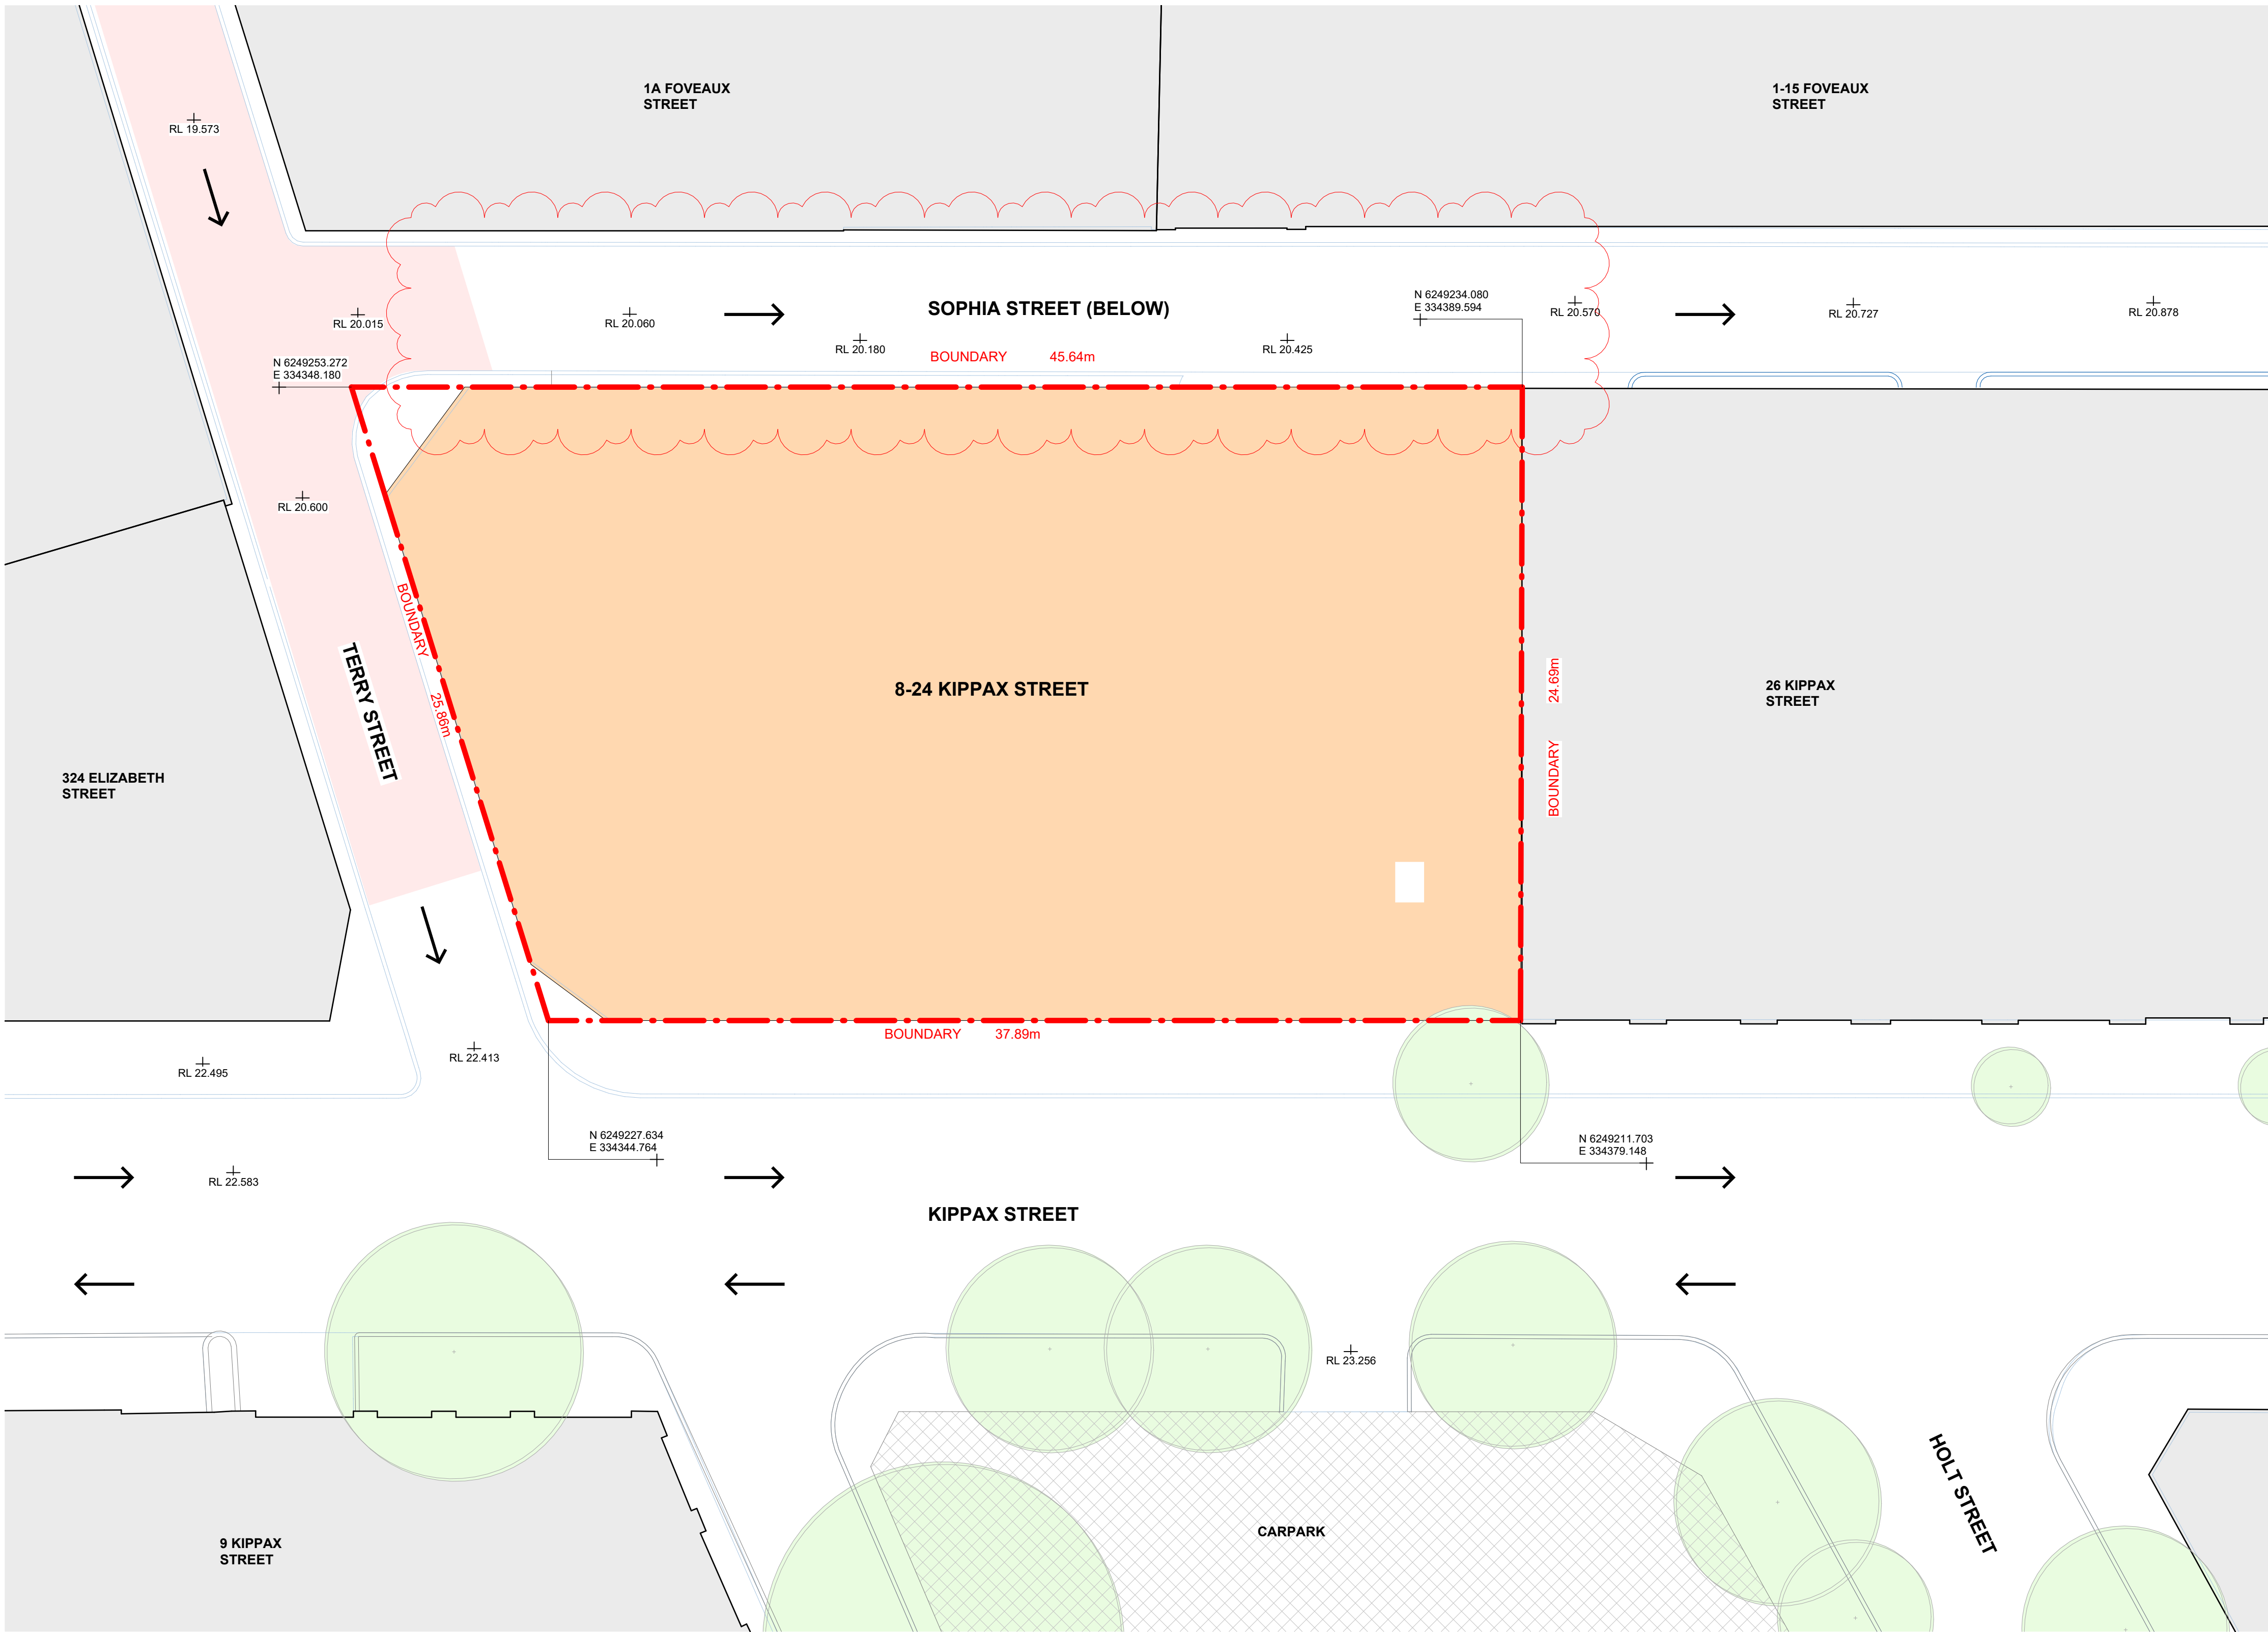 1A FOVEAUX
STREET
1-15 FOVEAUX
STREET
RL 19.573
SOPHIA STREET (BELOW)
N 6249234.080
E 334389.594
RL 20.015
RL 20.060
RL 20.180
RL 20.425
RL 20.570
RL 20.727
RL 20.878
BOUNDARY 45.64m
N 6249253.272
E 334348.180
RL 20.600
BOUNDARY 25.86m
TERRY STREET
8-24 KIPPAX STREET
BOUNDARY 24.69m
26 KIPPAX
STREET
324 ELIZABETH
STREET
BOUNDARY 37.89m
RL 22.495
RL 22.413
N 6249227.634
E 334344.764
N 6249211.703
E 334379.148
RL 22.583
KIPPAX STREET
RL 23.256
HOLT STREET
CARPARK
9 KIPPAX
STREET